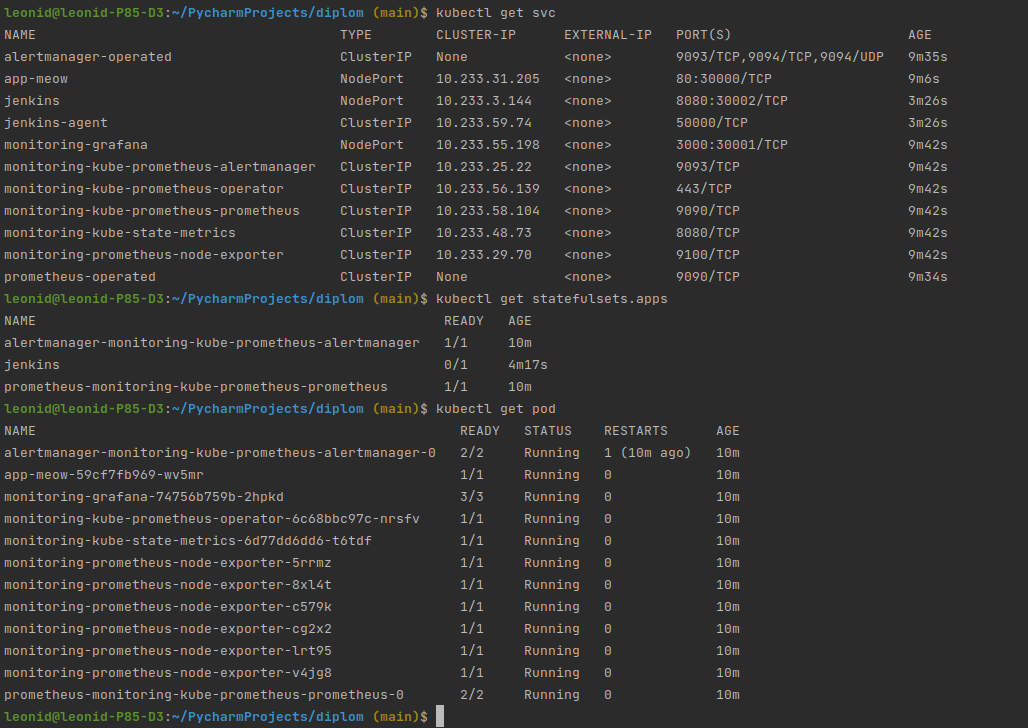 leonid@leonid-P85-D3:~/PycharmProjects/diplom (main)$ kubectl get svc
NAME TYPE CLUSTER-IP EXTERNAL-IP PORT(S) AGE
alertmanager-operated ClusterIP None <none> 9093/TCP,9094/TCP,9094/UDP 9m35s
app-meow NodePort 10.233.31.205 <none> 80:30000/TCP 9m6s
jenkins NodePort 10.233.3.144 <none> 8080:30002/TCP 3m26s
jenkins-agent ClusterIP 10.233.59.74 <none> 50000/TCP 3m26s
monitoring-grafana NodePort 10.233.55.198 <none> 3000:30001/TCP 9m42s
monitoring-kube-prometheus-alertmanager ClusterIP 10.233.25.22 <none> 9093/TCP 9m42s
monitoring-kube-prometheus-operator ClusterIP 10.233.56.139 <none> 443/TCP 9m42s
monitoring-kube-prometheus-prometheus ClusterIP 10.233.58.104 <none> 9090/TCP 9m42s
monitoring-kube-state-metrics ClusterIP 10.233.48.73 <none> 8080/TCP 9m42s
monitoring-prometheus-node-exporter ClusterIP 10.233.29.70 <none> 9100/TCP 9m42s
prometheus-operated ClusterIP None <none> 9090/TCP 9m34s
leonid@leonid-P85-D3:~/PycharmProjects/diplom (main)$ kubectl get statefulsets.apps
NAME READY AGE
alertmanager-monitoring-kube-prometheus-alertmanager 1/1 10m
jenkins 0/1 4m17s
prometheus-monitoring-kube-prometheus-prometheus 1/1 10m
leonid@leonid-P85-D3:~/PycharmProjects/diplom (main)$ kubectl get pod
NAME READY STATUS RESTARTS AGE
alertmanager-monitoring-kube-prometheus-alertmanager-0 2/2 Running 1 (10m ago) 10m
app-meow-59cf7fb969-wv5mr 1/1 Running 0 10m
monitoring-grafana-74756b759b-2hpkd 3/3 Running 0 10m
monitoring-kube-prometheus-operator-6c68bbc97c-nrsfv 1/1 Running 0 10m
monitoring-kube-state-metrics-6d77dd6dd6-t6tdf 1/1 Running 0 10m
monitoring-prometheus-node-exporter-5rrmz 1/1 Running 0 10m
monitoring-prometheus-node-exporter-8xl4t 1/1 Running 0 10m
monitoring-prometheus-node-exporter-c579k 1/1 Running 0 10m
monitoring-prometheus-node-exporter-cg2x2 1/1 Running 0 10m
monitoring-prometheus-node-exporter-lrt95 1/1 Running 0 10m
monitoring-prometheus-node-exporter-v4jg8 1/1 Running 0 10m
prometheus-monitoring-kube-prometheus-prometheus-0 2/2 Running 0 10m
leonid@leonid-P85-D3:~/PycharmProjects/diplom (main)$